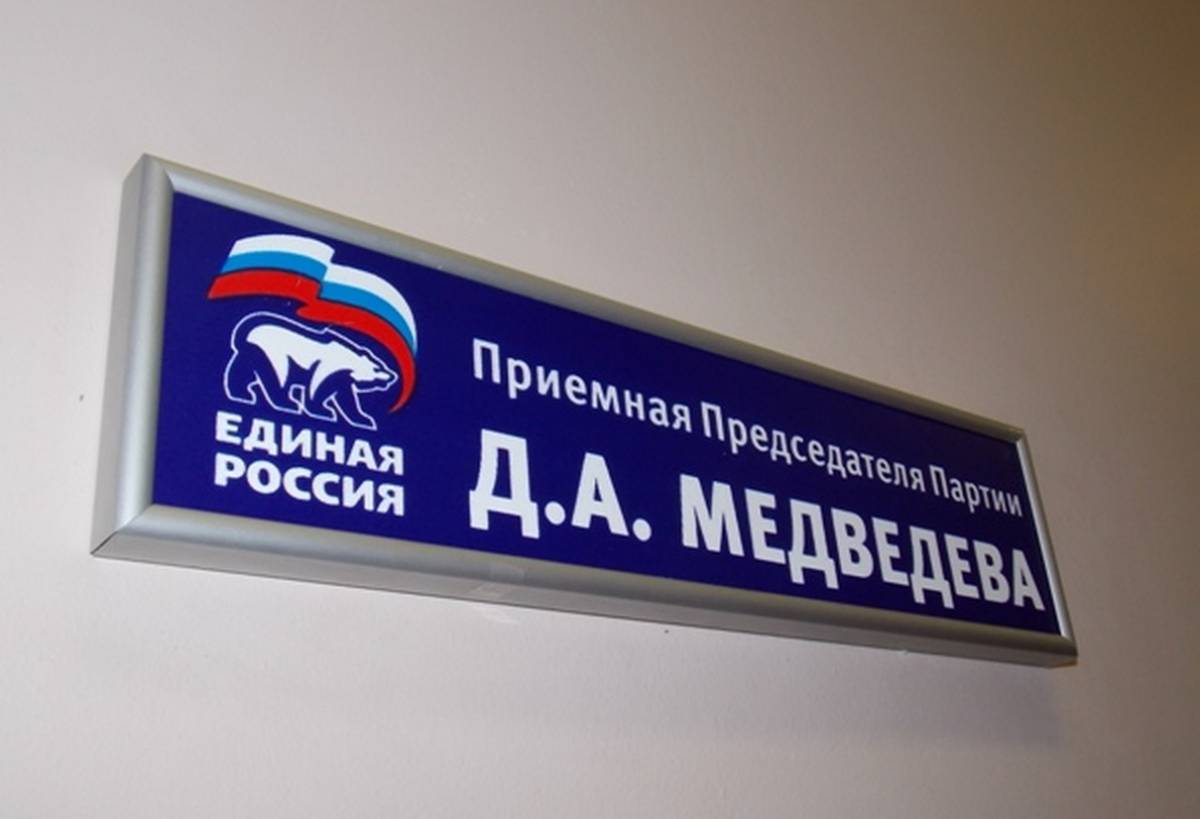 ЕДИНАЯ
РОССИЯ
Приемная Председателя Партии
Д.А. МЕДВЕДЕВА